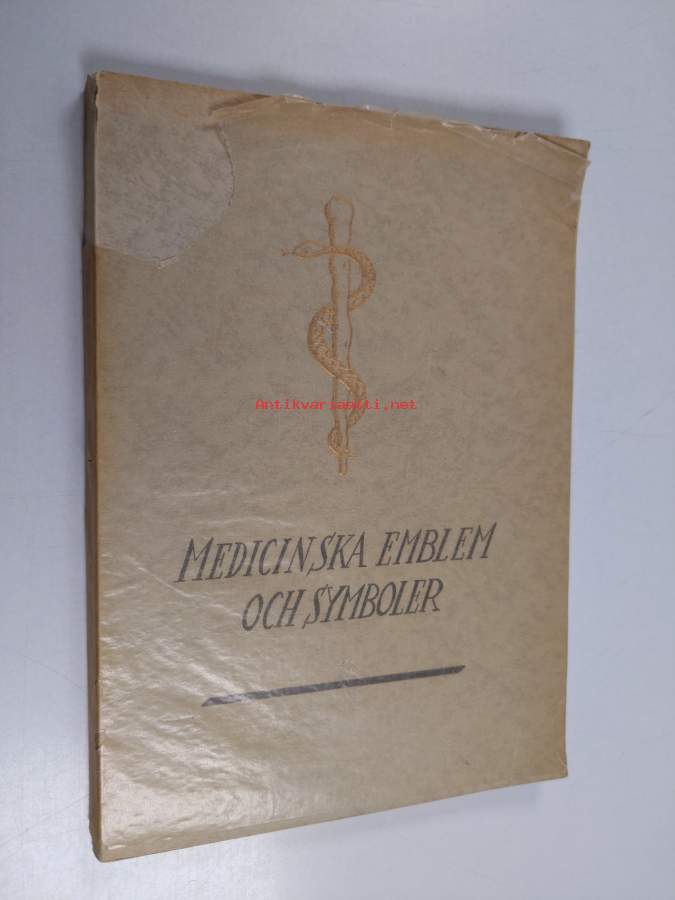 Antikvariaatti.net
MEDICINSKA EMBLEM
OCH SYMBOLER